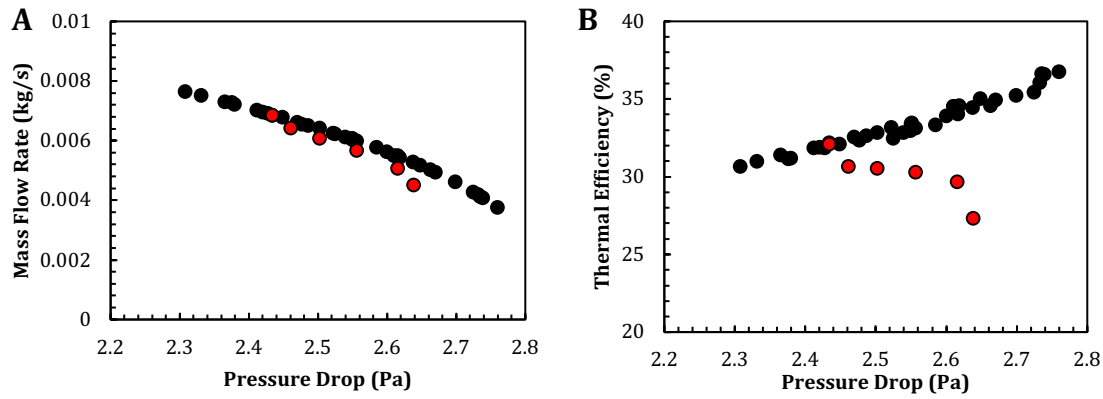 A
0.01
0.008
0.006
0.004
0.002
0
Mass Flow Rate (kg/s)
2.2 2.3 2.4 2.5 2.6 2.7 2.8
Pressure Drop (Pa)
B
40
35
30
25
20
Thermal Efficiency (%)
2.2 2.3 2.4 2.5 2.6 2.7 2.8
Pressure Drop (Pa)